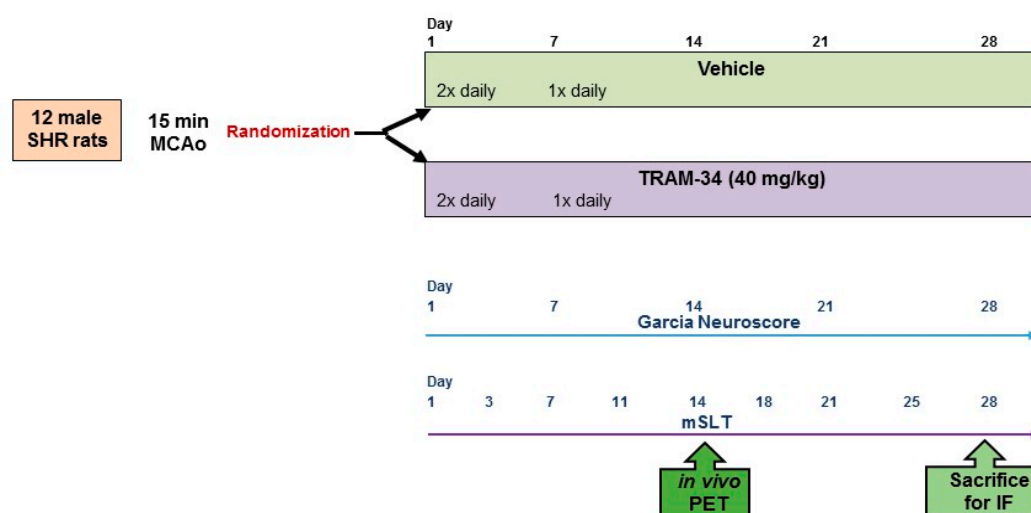 Day
1 7 14 21 28
Vehicle
2x daily 1x daily
12 male
SHR rats
15 min
MCAo
Randomization
TRAM-34 (40 mg/kg)
2x daily 1x daily
Day
1 7 14 21 28
Garcia Neuroscore
Day
1 3 7 11 14 18 21 25 28
mSLT
in vivo
PET
Sacrifice
for IF